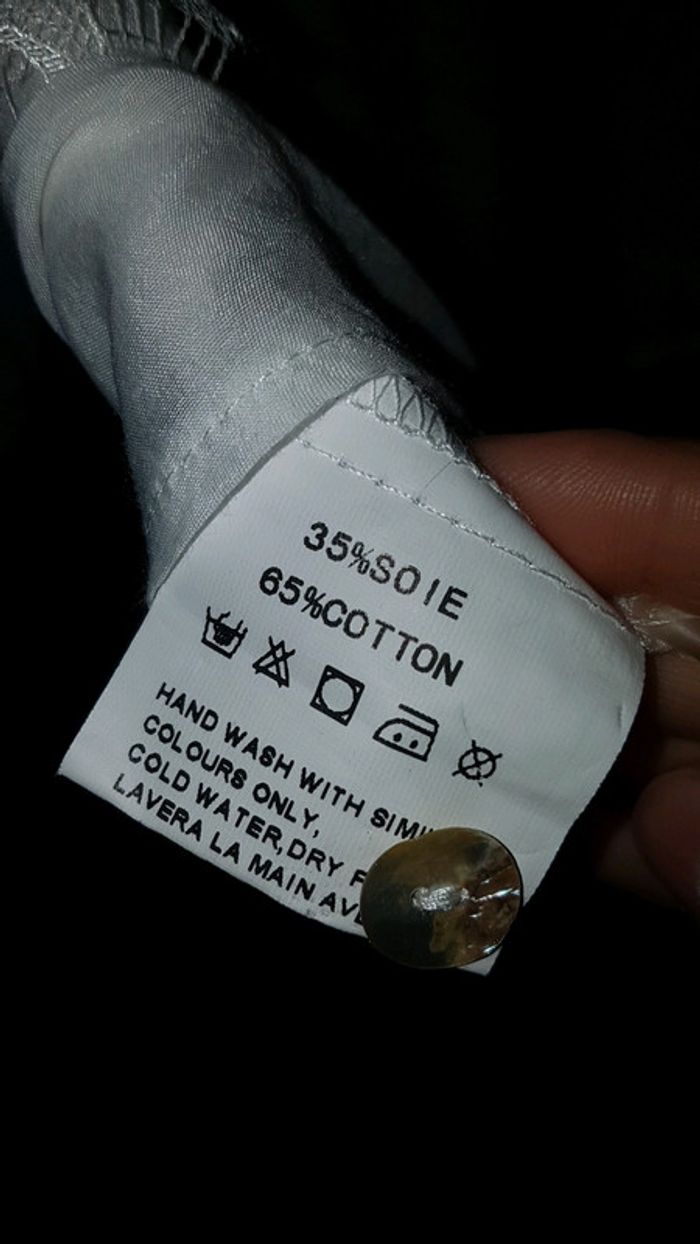 35%SOIE
65%COTTON
HAND WASH WITH
COLOURS ONLY,
COLD WATER,DRY
LAVERA LA MAIN